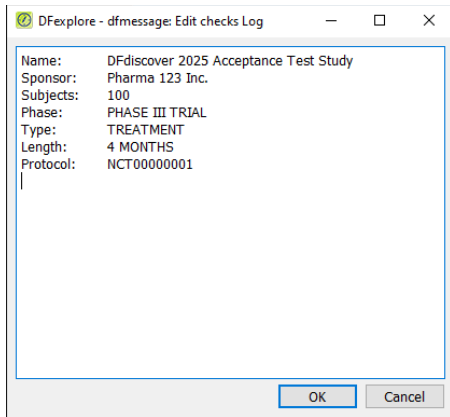 DFexplore - dfmessage: Edit checks Log
Name: DFdiscover 2025 Acceptance Test Study
Sponsor: Pharma 123 Inc.
Subjects: 100
Phase: PHASE III TRIAL
Type: TREATMENT
Length: 4 MONTHS
Protocol: NCT00000001
OK Cancel